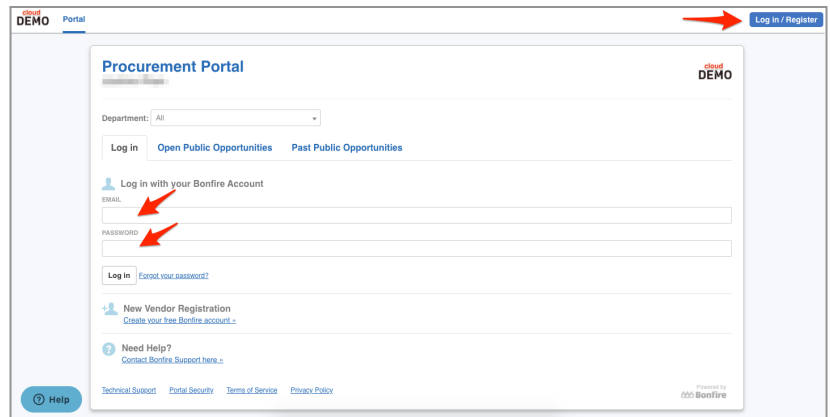 cloud
DEMO
Portal
Log in / Register
Procurement Portal
cloud
DEMO
Department: All
Log in Open Public Opportunities Past Public Opportunities
Log in with your Bonfire Account
EMAIL
PASSWORD
Log in Forgot your password?
New Vendor Registration
Create your free Bonfire account »
Need Help?
Contact Bonfire Support here »
Technical Support Portal Security Terms of Service Privacy Policy
Powered by
Bonfire
Help